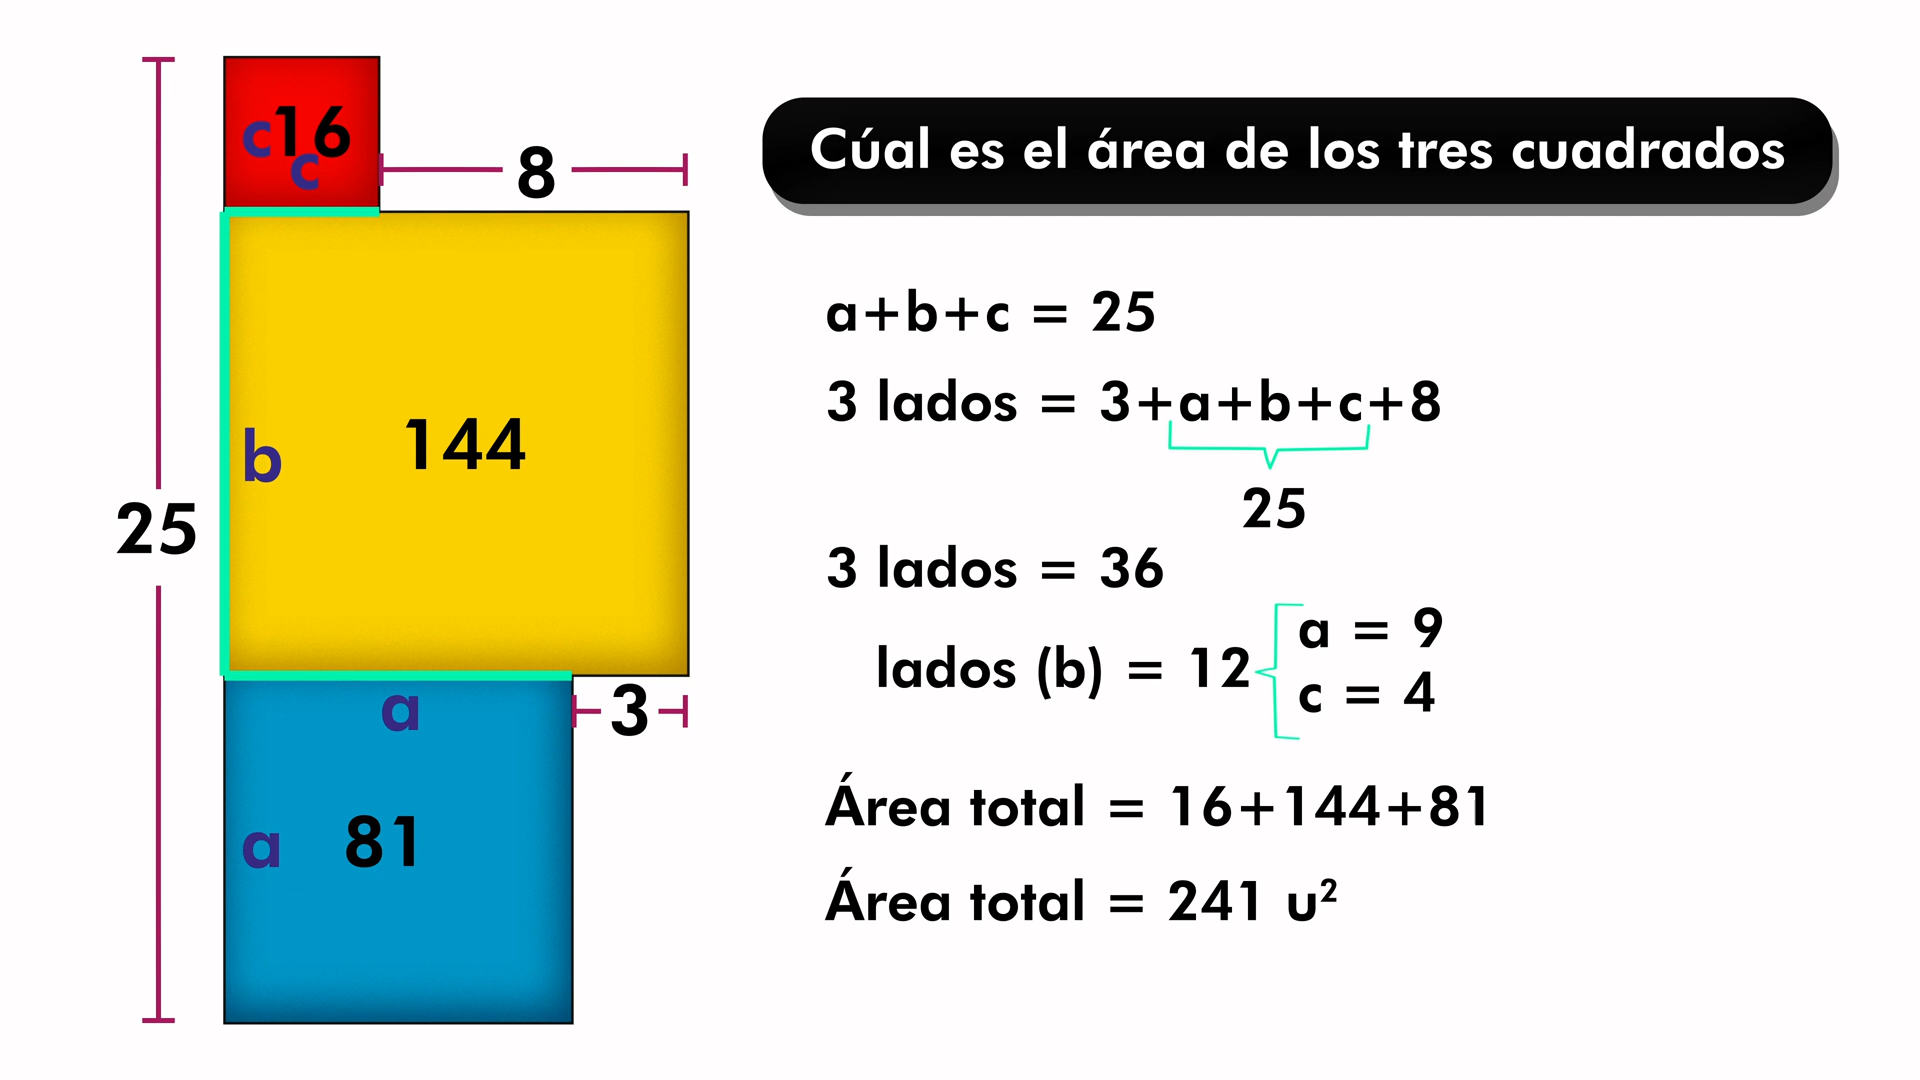 Cúal es el área de los tres cuadrados
c 16
c
8
b 144
25
a
3
a 81
a+b+c = 25
3 lados = 3+a+b+c+8
25
3 lados = 36
lados (b) = 12
a = 9
c = 4
Área total = 16+144+81
Área total = 241 u²